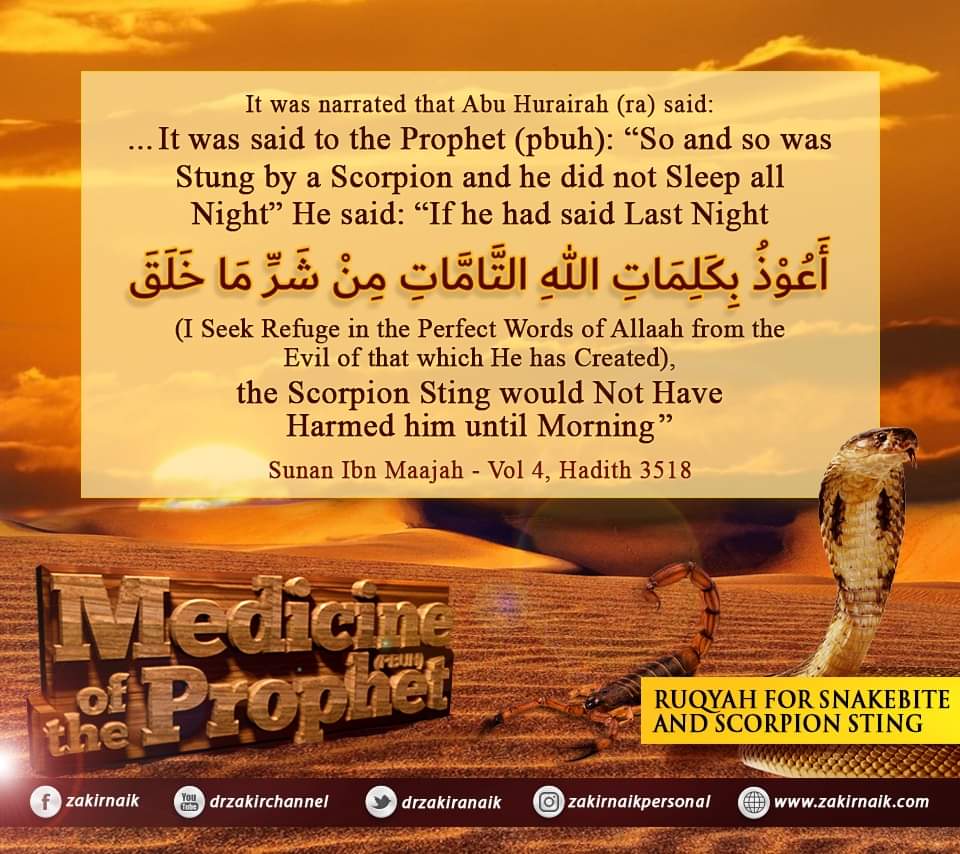 It was narrated that Abu Hurairah (ra) said:
...It was said to the Prophet (pbuh): “So and so was
Stung by a Scorpion and he did not Sleep all
Night” He said: “If he had said Last Night
أَعُوْذُ بِكَلِمَاتِ اللهِ التَّامَّاتِ مِنْ شَرِّ مَا خَلَقَ
(I Seek Refuge in the Perfect Words of Allaah from the
Evil of that which He has Created),
the Scorpion Sting would Not Have
Harmed him until Morning”
Sunan Ibn Maajah - Vol 4, Hadith 3518
Medicine
(PBUH)
of the Prophet
RUQYAH FOR SNAKEBITE
AND SCORPION STING
f zakirnaik
You Tube drzakirchannel
drzakiranaik
zakirnaikpersonal
www.zakirnaik.com